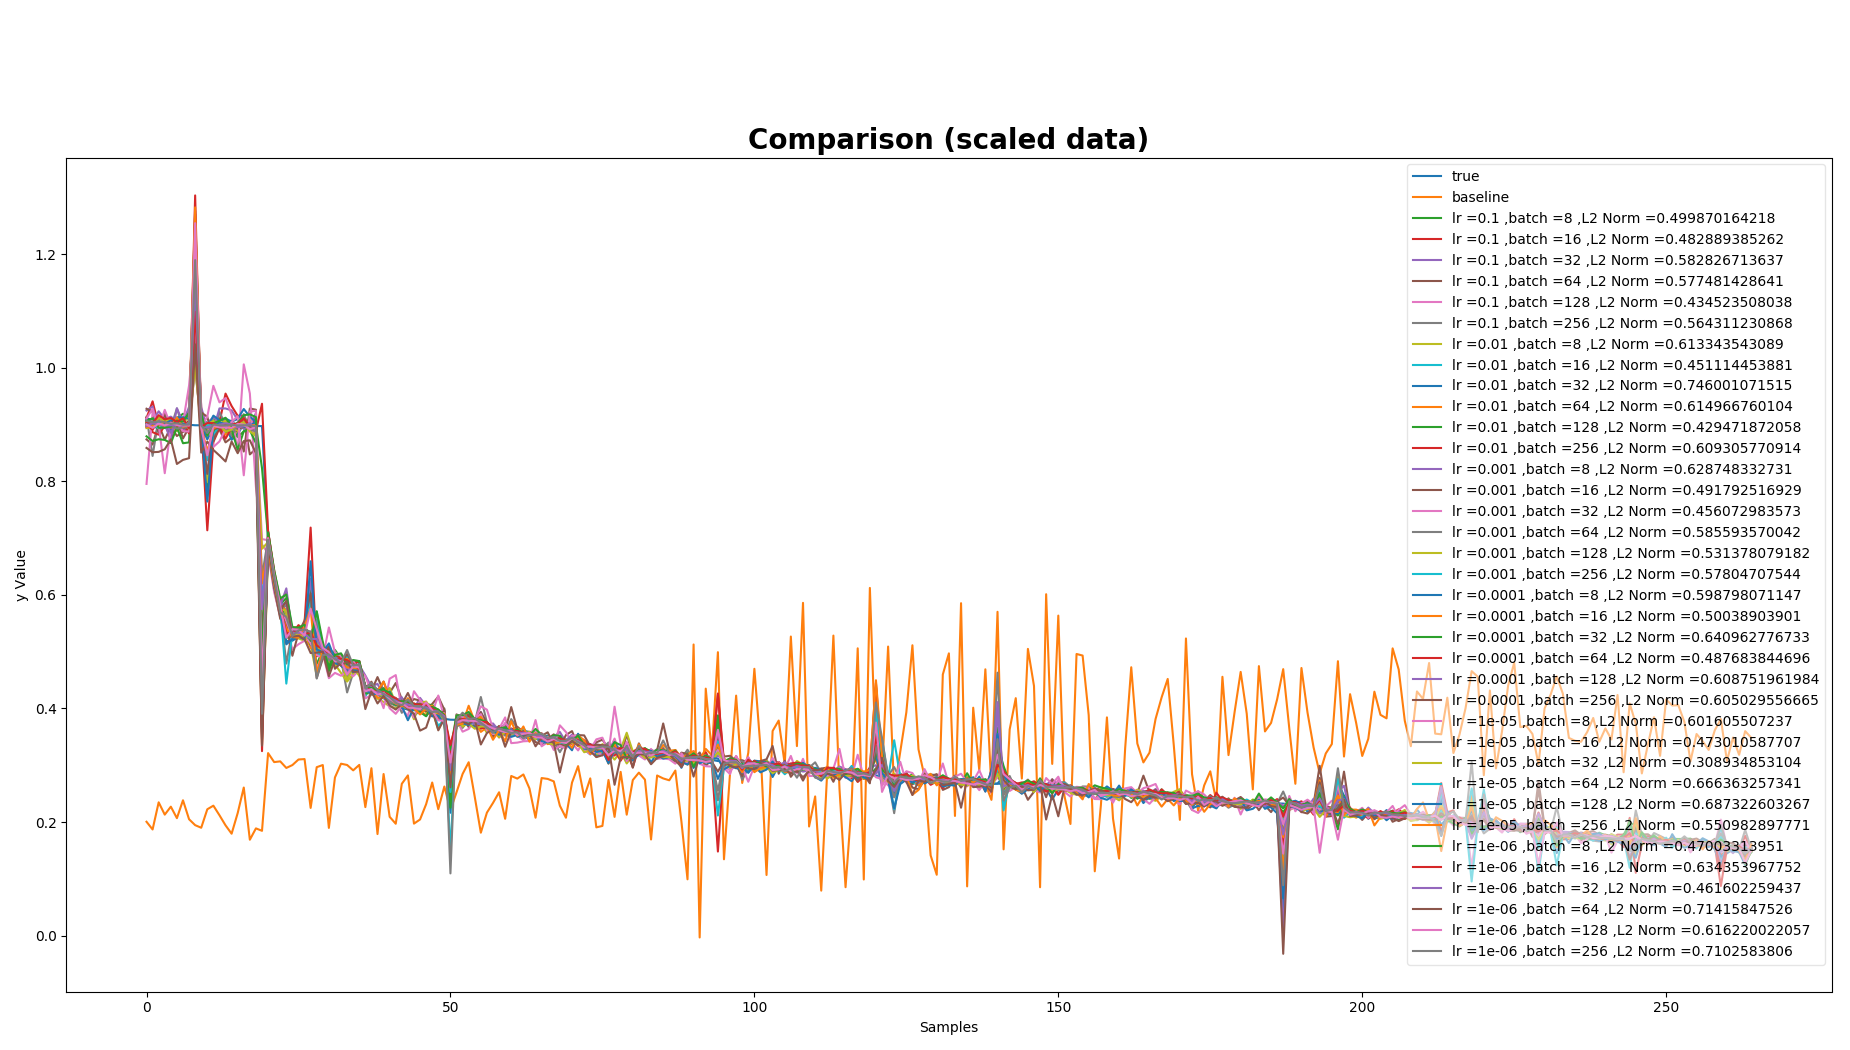 Comparison (scaled data)
true
baseline
lr =0.1 ,batch =8 ,L2 Norm =0.499870164218
lr =0.1 ,batch =16 ,L2 Norm =0.482889385262
lr =0.1 ,batch =32 ,L2 Norm =0.582826713637
lr =0.1 ,batch =64 ,L2 Norm =0.577481428641
lr =0.1 ,batch =128 ,L2 Norm =0.434523508038
lr =0.1 ,batch =256 ,L2 Norm =0.564311230868
lr =0.01 ,batch =8 ,L2 Norm =0.613343543089
lr =0.01 ,batch =16 ,L2 Norm =0.451114453881
lr =0.01 ,batch =32 ,L2 Norm =0.746001071515
lr =0.01 ,batch =64 ,L2 Norm =0.614966760104
lr =0.01 ,batch =128 ,L2 Norm =0.429471872058
lr =0.01 ,batch =256 ,L2 Norm =0.609305770914
lr =0.001 ,batch =8 ,L2 Norm =0.628748332731
lr =0.001 ,batch =16 ,L2 Norm =0.491792516929
lr =0.001 ,batch =32 ,L2 Norm =0.456072983573
lr =0.001 ,batch =64 ,L2 Norm =0.585593570042
lr =0.001 ,batch =128 ,L2 Norm =0.531378079182
lr =0.001 ,batch =256 ,L2 Norm =0.57804707544
lr =0.0001 ,batch =8 ,L2 Norm =0.598798071147
lr =0.0001 ,batch =16 ,L2 Norm =0.50038903901
lr =0.0001 ,batch =32 ,L2 Norm =0.640962776733
lr =0.0001 ,batch =64 ,L2 Norm =0.487683844696
lr =0.0001 ,batch =128 ,L2 Norm =0.608751961984
lr =0.0001 ,batch =256 ,L2 Norm =0.605029556665
lr =1e-05 ,batch =8 ,L2 Norm =0.601605507237
lr =1e-05 ,batch =16 ,L2 Norm =0.473010587707
lr =1e-05 ,batch =32 ,L2 Norm =0.308934853104
lr =1e-05 ,batch =64 ,L2 Norm =0.666363257341
lr =1e-05 ,batch =128 ,L2 Norm =0.687322603267
lr =1e-05 ,batch =256 ,L2 Norm =0.550982897771
lr =1e-06 ,batch =8 ,L2 Norm =0.47003313951
lr =1e-06 ,batch =16 ,L2 Norm =0.634353967752
lr =1e-06 ,batch =32 ,L2 Norm =0.461602259437
lr =1e-06 ,batch =64 ,L2 Norm =0.71415847526
lr =1e-06 ,batch =128 ,L2 Norm =0.616220022057
lr =1e-06 ,batch =256 ,L2 Norm =0.7102583806
y Value
1.2
1.0
0.8
0.6
0.4
0.2
0.0
0 50 100 150 200 250
Samples